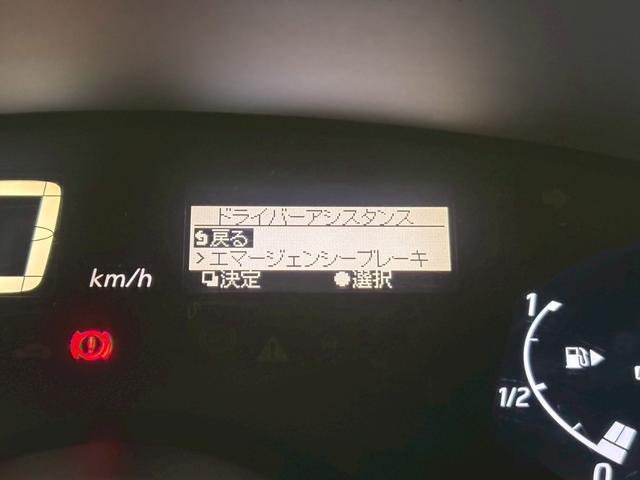 ドライバーアシスタンス
戻る
>エマージェンシーブレーキ
決定 選択
km/h
1
1/2
0